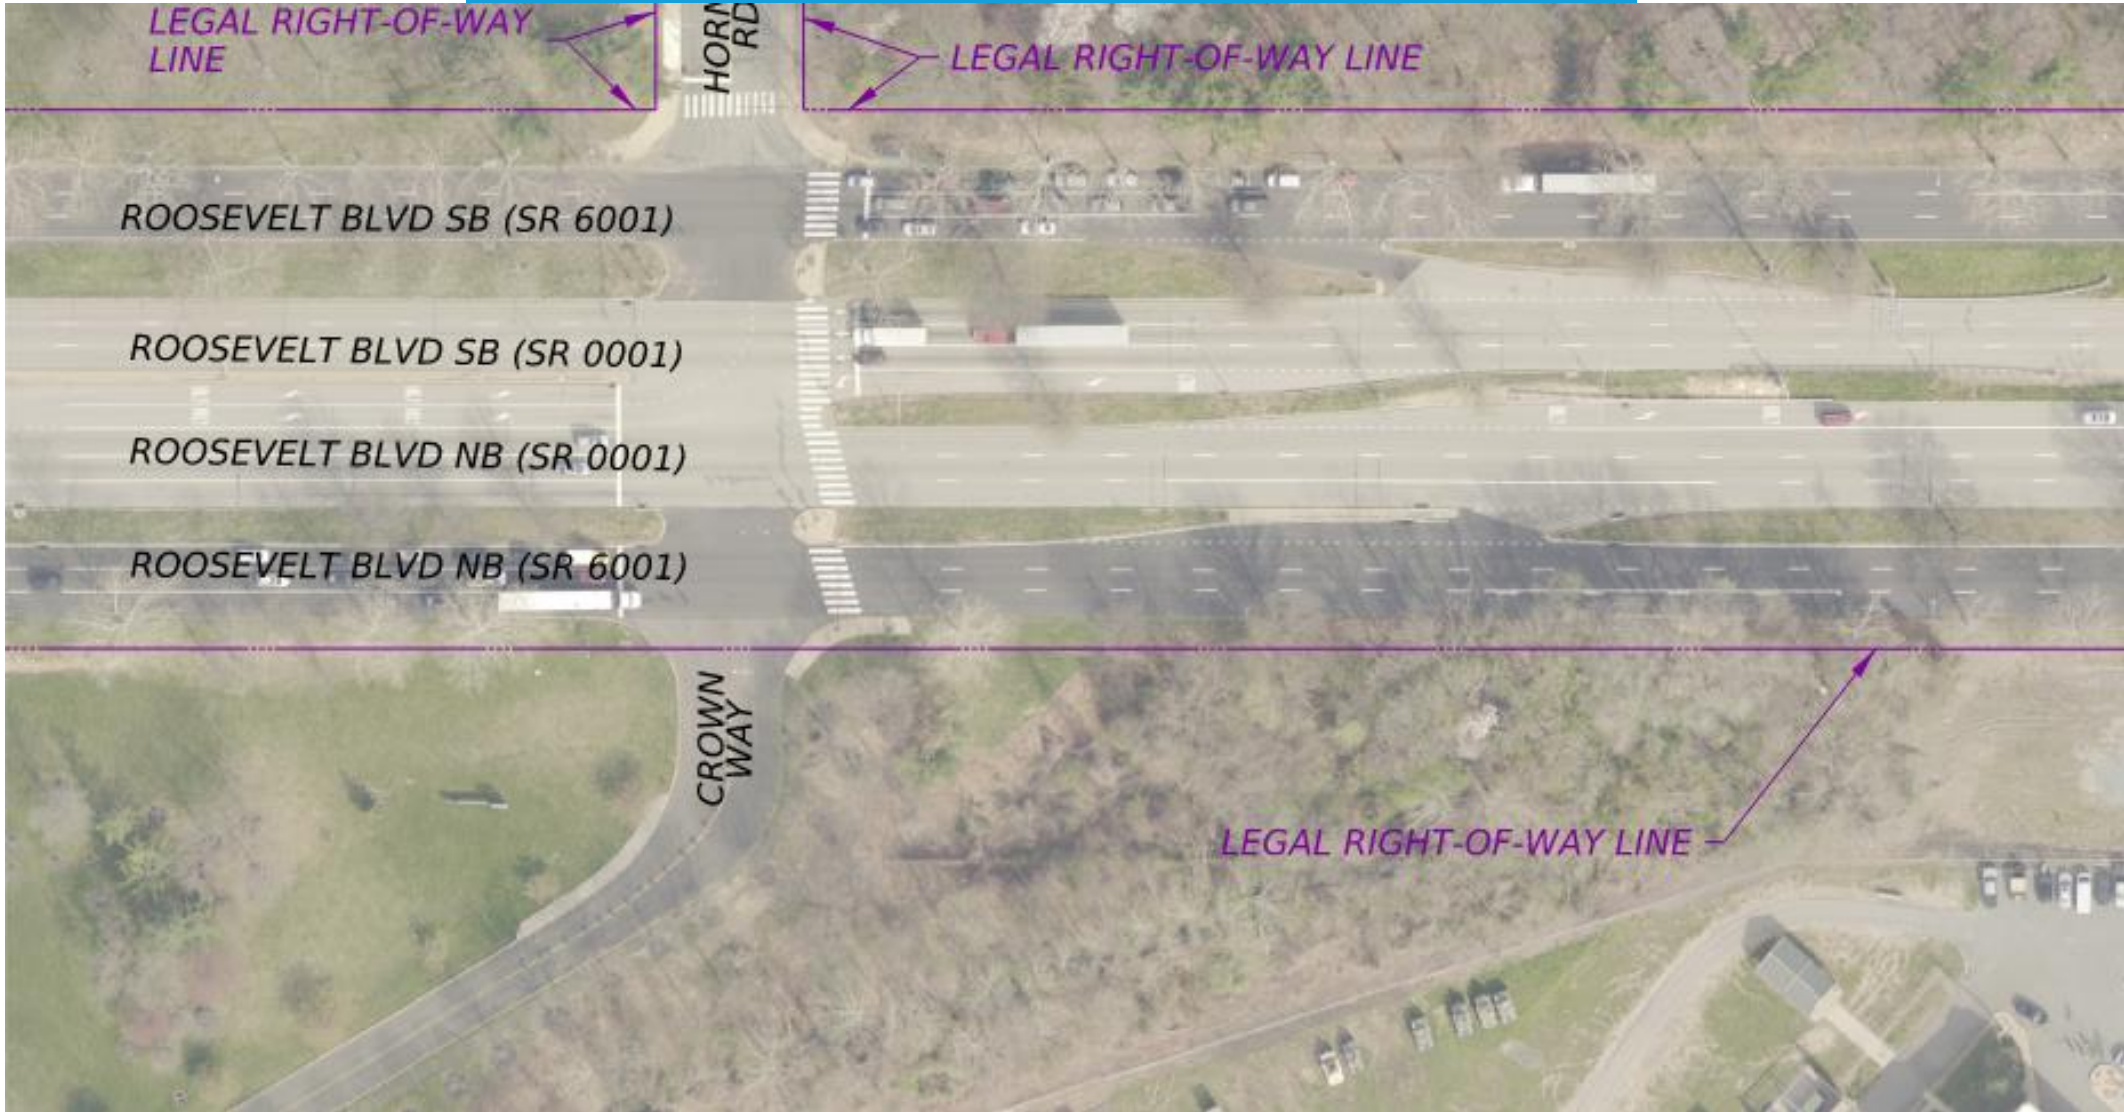 LEGAL RIGHT-OF-WAY
LINE
HORN
RD
LEGAL RIGHT-OF-WAY LINE
ROOSEVELT BLVD SB (SR 6001)
ROOSEVELT BLVD SB (SR 0001)
ROOSEVELT BLVD NB (SR 0001)
ROOSEVELT BLVD NB (SR 6001)
CROWN
WAY
LEGAL RIGHT-OF-WAY LINE